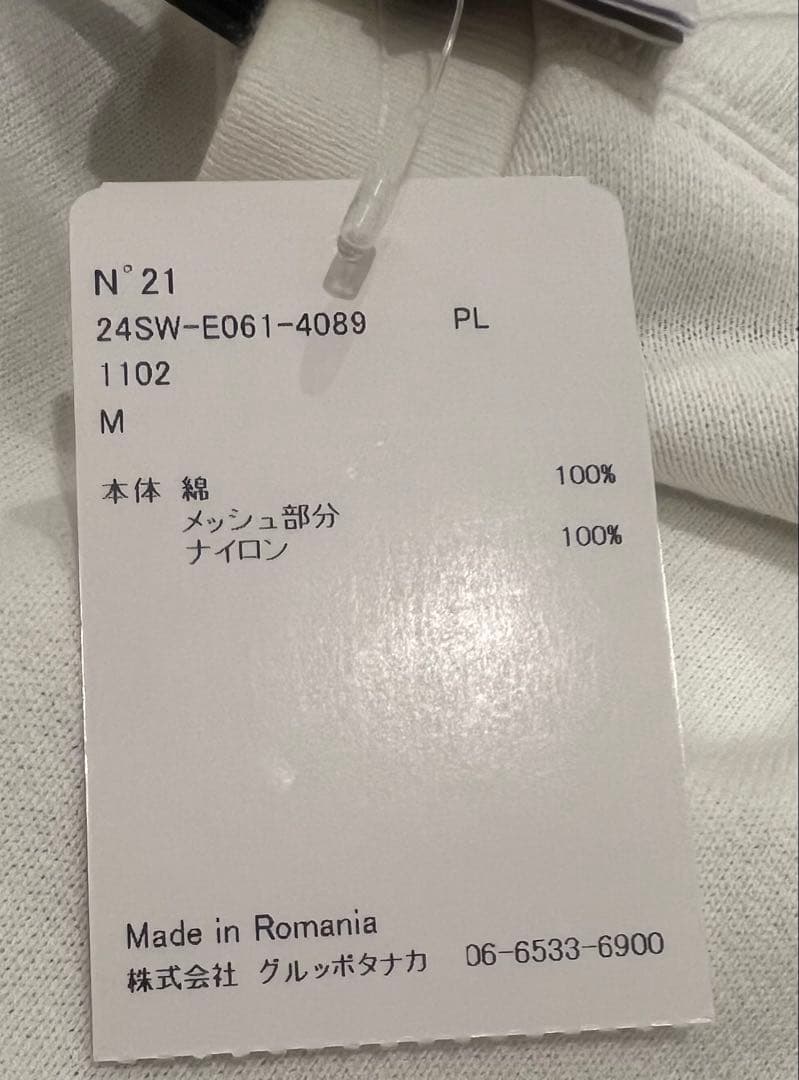 N°21
24SW-E061-4089 PL
1102
M
本体 綿 100%
メッシュ部分
ナイロン 100%
Made in Romania
株式会社 グルッポタナカ 06-6533-6900